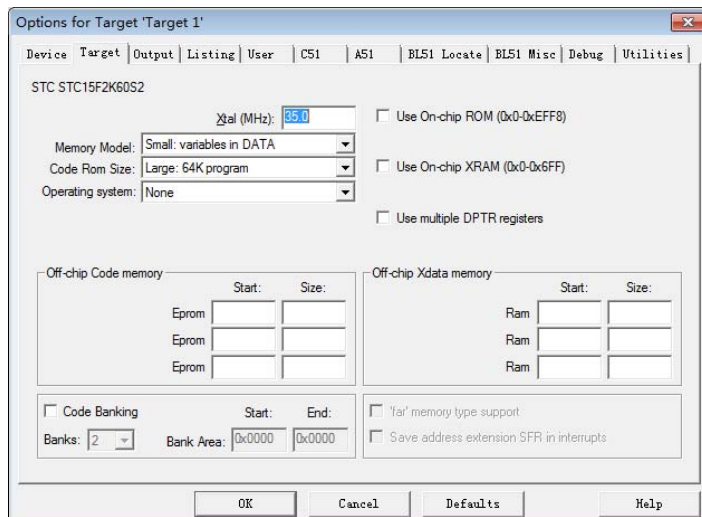 Options for Target 'Target 1'
Device Target Output Listing User C51 A51 BL51 Locate BL51 Misc Debug Utilities
STC STC15F2K60S2
Xtal (MHz): 35.0
Use On-chip ROM (0x0-0xEFF8)
Memory Model: Small: variables in DATA
Code Rom Size: Large: 64K program
Use On-chip XRAM (0x0-0x6FF)
Operating system: None
Use multiple DPTR registers
Off-chip Code memory
Start: Size:
Eprom
Eprom
Eprom
Off-chip Xdata memory
Start: Size:
Ram
Ram
Ram
Code Banking Start: End:
Banks: 2 Bank Area: 0x0000 0x0000
'far' memory type support
Save address extension SFR in interrupts
OK Cancel Defaults Help